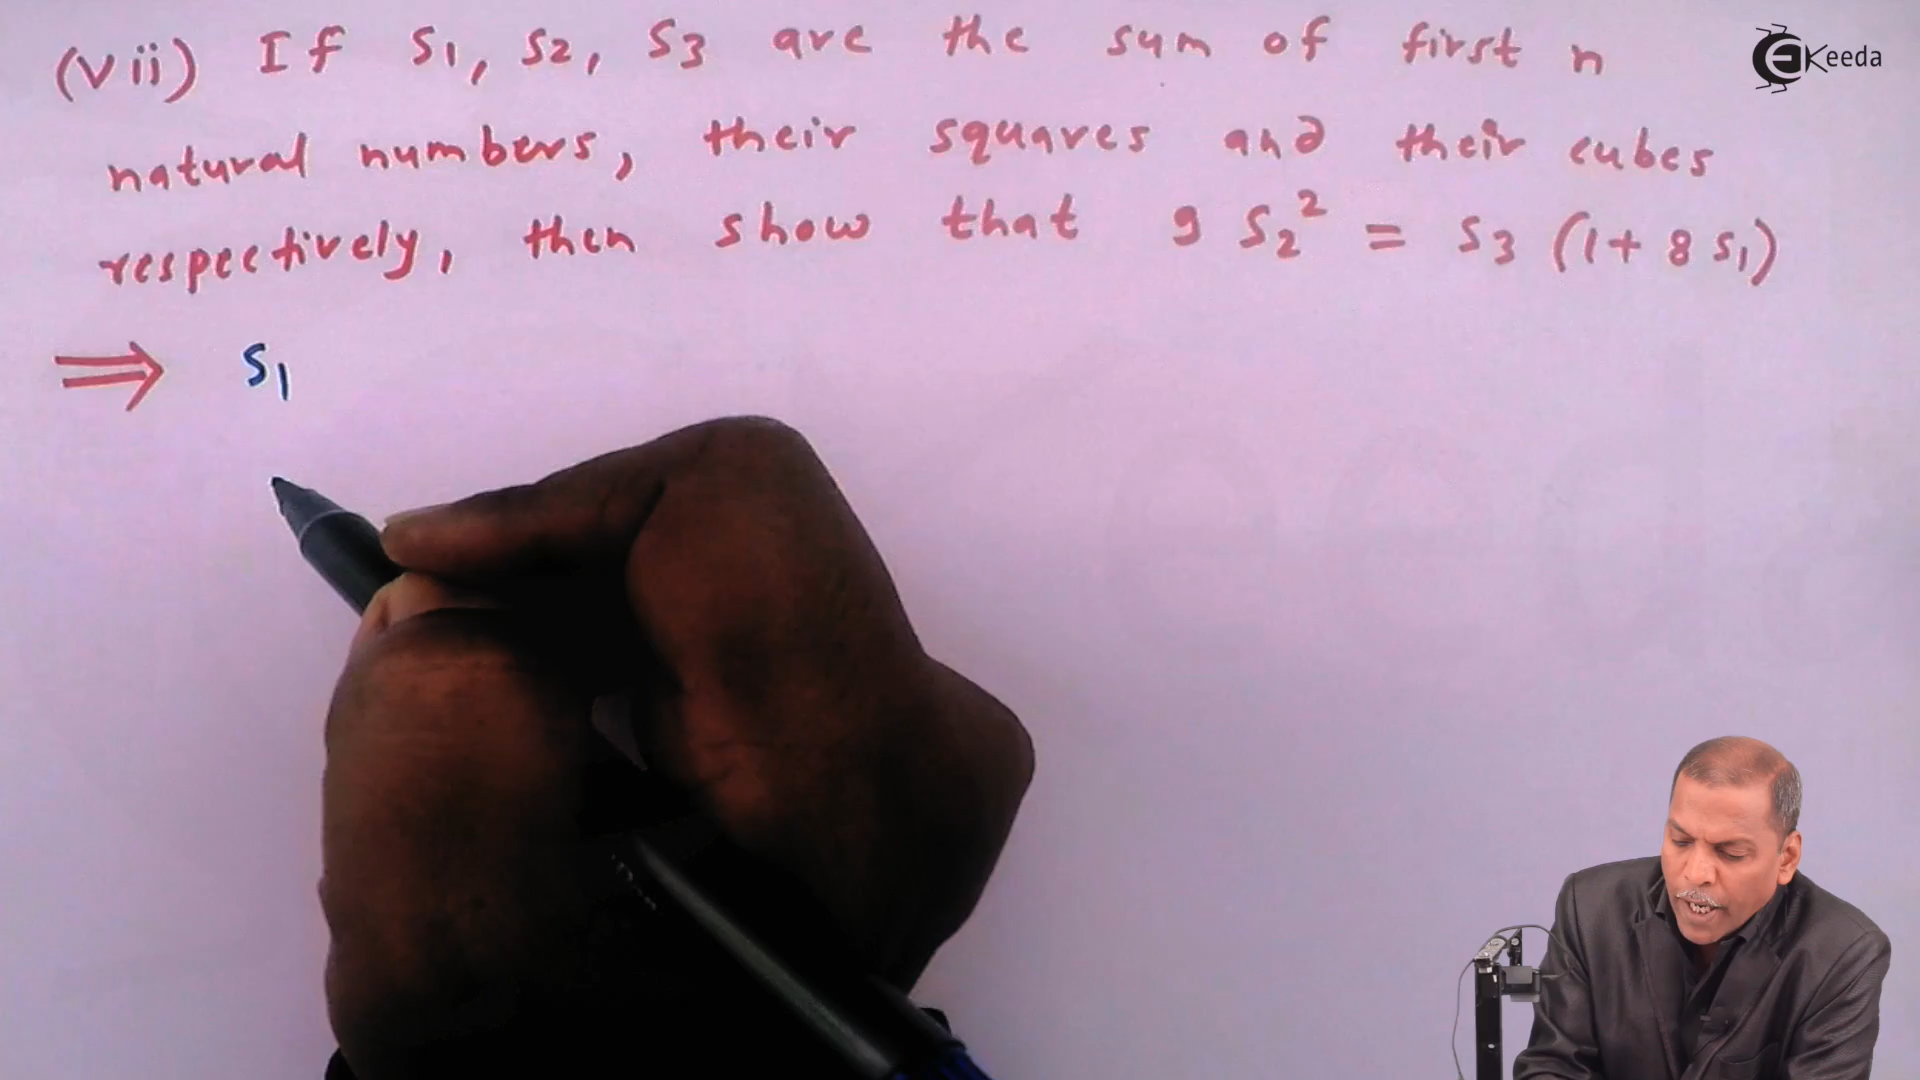 (vii) If S1, S2, S3 are the sum of first n
natural numbers, their squares and their cubes
respectively, then show that 9 S2² = S3 (1 + 8 S1)
⇒ S1
Keeda